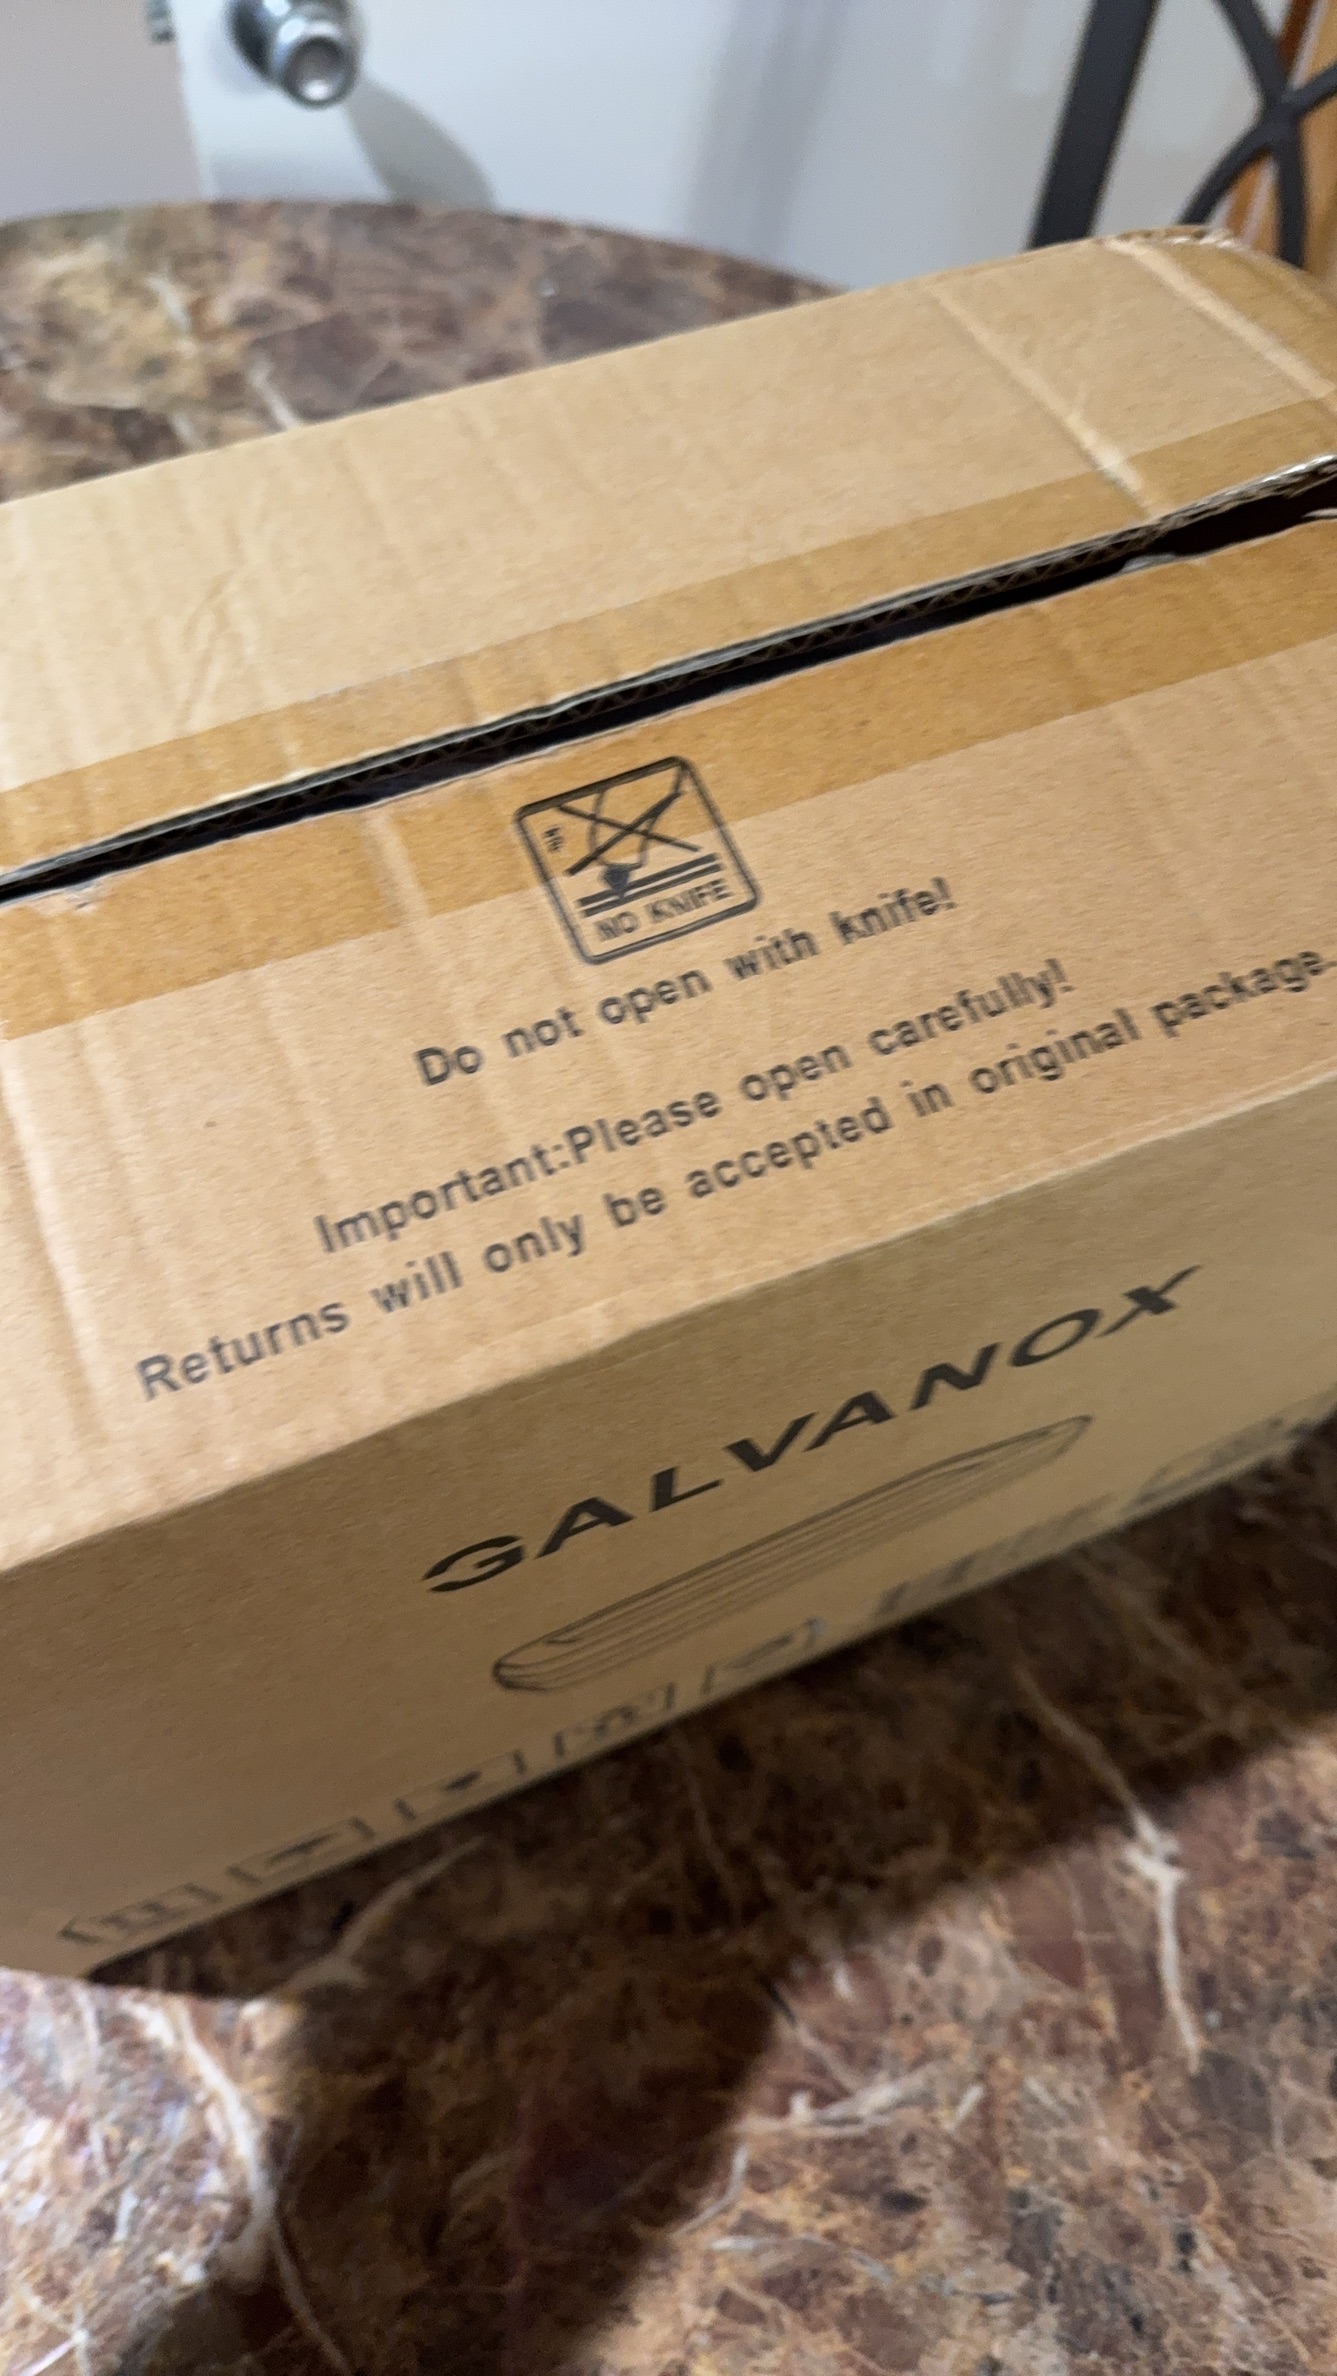 NO KNIFE
Do not open with knife!
Important:Please open carefully!
Returns will only be accepted in original package.
GALVANOX